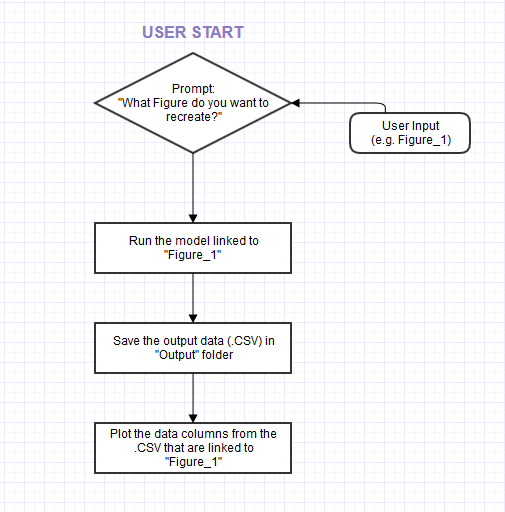 USER START
Prompt:
"What Figure do you want to
recreate?"
User Input
(e.g. Figure_1)
Run the model linked to
"Figure_1"
Save the output data (.CSV) in
"Output" folder
Plot the data columns from the
.CSV that are linked to
"Figure_1"